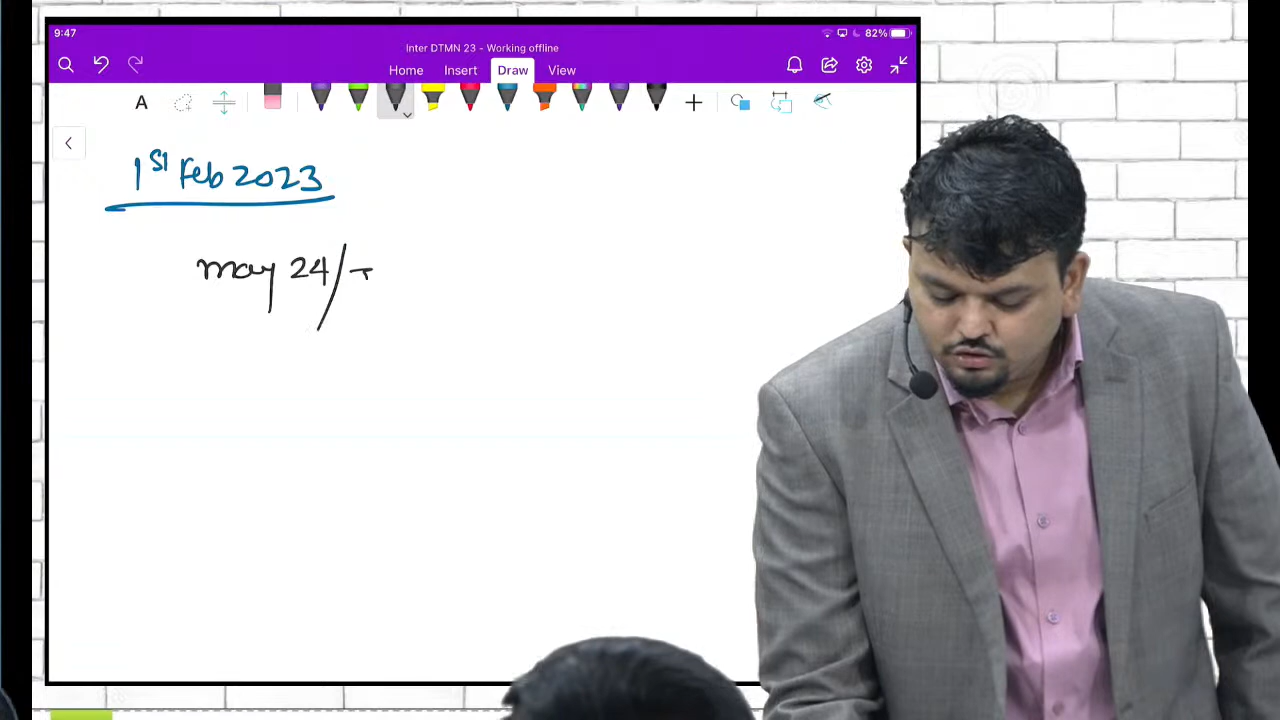 9:47
82%
Inter DTMN 23 - Working offline
Home Insert Draw View
A
1st Feb 2023
may 24/